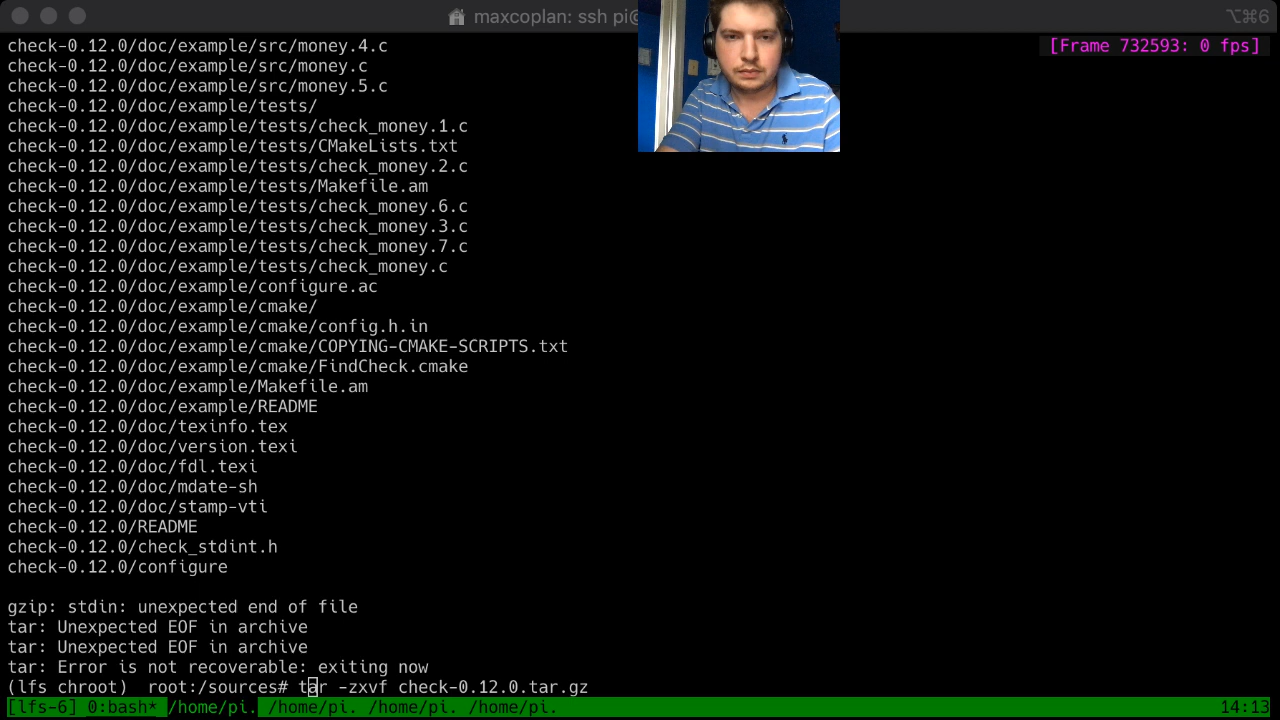 maxcoplan: ssh pi@
⌥⌘6
[Frame 732593: 0 fps]
check-0.12.0/doc/example/src/money.4.c
check-0.12.0/doc/example/src/money.c
check-0.12.0/doc/example/src/money.5.c
check-0.12.0/doc/example/tests/
check-0.12.0/doc/example/tests/check_money.1.c
check-0.12.0/doc/example/tests/CMakeLists.txt
check-0.12.0/doc/example/tests/check_money.2.c
check-0.12.0/doc/example/tests/Makefile.am
check-0.12.0/doc/example/tests/check_money.6.c
check-0.12.0/doc/example/tests/check_money.3.c
check-0.12.0/doc/example/tests/check_money.7.c
check-0.12.0/doc/example/tests/check_money.c
check-0.12.0/doc/example/configure.ac
check-0.12.0/doc/example/cmake/
check-0.12.0/doc/example/cmake/config.h.in
check-0.12.0/doc/example/cmake/COPYING-CMAKE-SCRIPTS.txt
check-0.12.0/doc/example/cmake/FindCheck.cmake
check-0.12.0/doc/example/Makefile.am
check-0.12.0/doc/example/README
check-0.12.0/doc/texinfo.tex
check-0.12.0/doc/version.texi
check-0.12.0/doc/fdl.texi
check-0.12.0/doc/mdate-sh
check-0.12.0/doc/stamp-vti
check-0.12.0/README
check-0.12.0/check_stdint.h
check-0.12.0/configure
gzip: stdin: unexpected end of file
tar: Unexpected EOF in archive
tar: Unexpected EOF in archive
tar: Error is not recoverable: exiting now
(lfs chroot)  root:/sources# tar -zxvf check-0.12.0.tar.gz
[lfs-6] 0:bash* /home/pi. /home/pi. /home/pi. /home/pi. 14:13